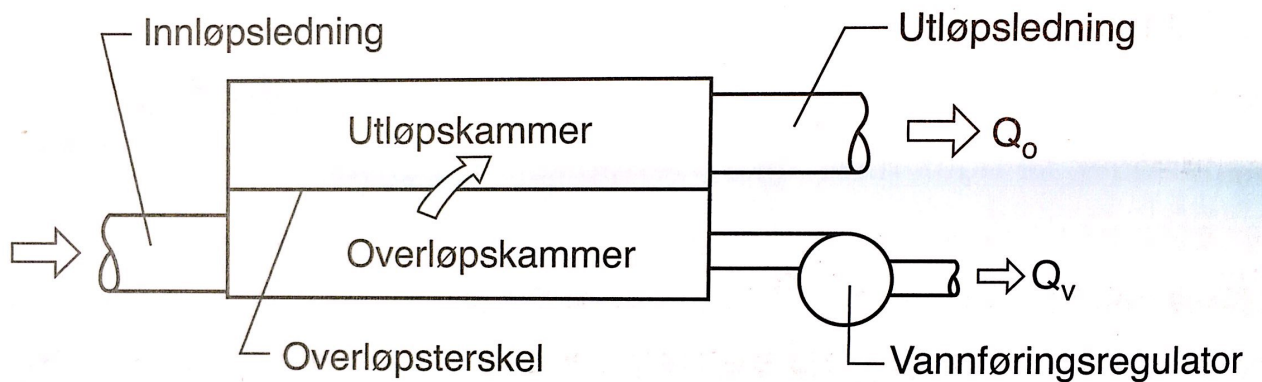 Innløpsledning
Utløpsledning
Utløpskammer
Qo
Overløpskammer
Qv
Overløpsterskel
Vannføringsregulator